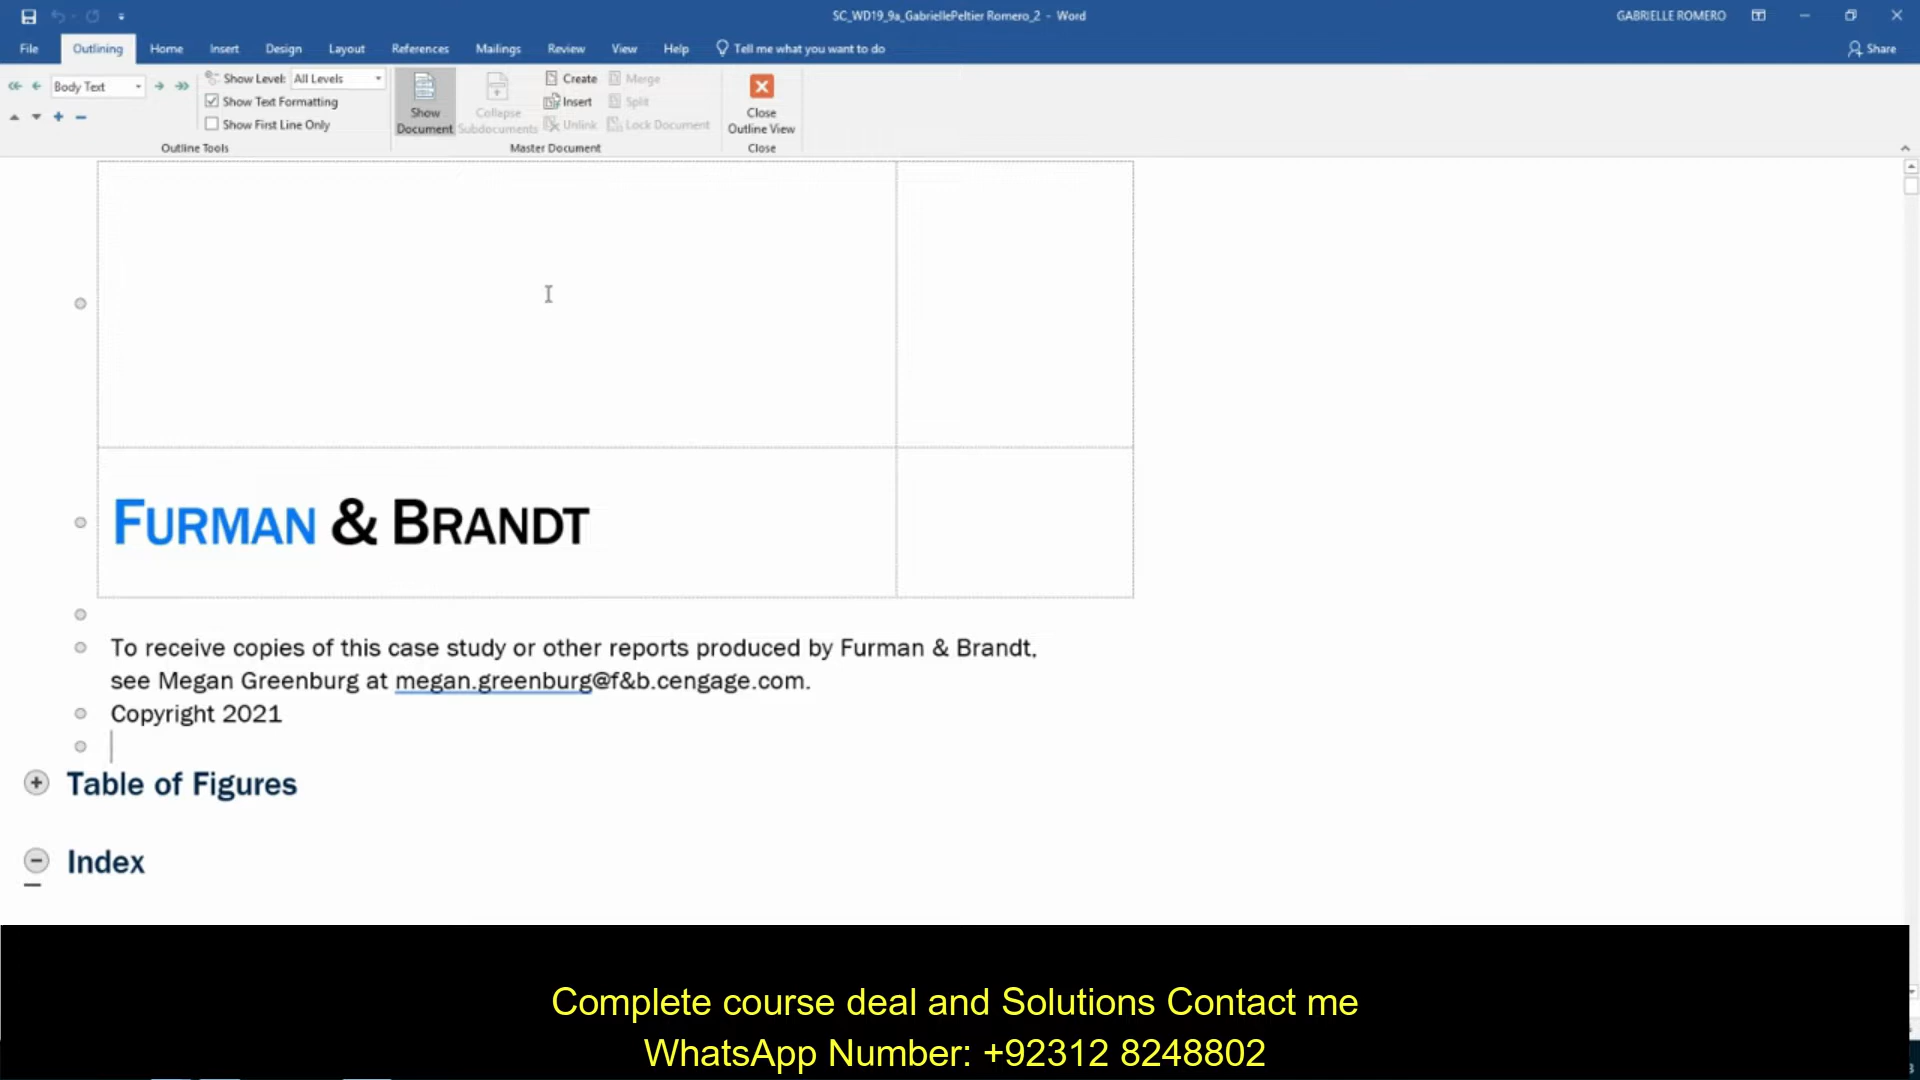 SC_WD19_9a_GabriellePeltier Romero_2 - Word
GABRIELLE ROMERO
File Outlining Home Insert Design Layout References Mailings Review View Help Tell me what you want to do Share
Body Text
Show Level: All Levels
Show Text Formatting
Show First Line Only
Outline Tools
Show Document
Collapse Subdocuments
Create Merge
Insert Split
Unlink Lock Document
Master Document
Close Outline View
Close
FURMAN & BRANDT
To receive copies of this case study or other reports produced by Furman & Brandt,
see Megan Greenburg at megan.greenburg@f&b.cengage.com.
Copyright 2021
Table of Figures
Index
Complete course deal and Solutions Contact me
WhatsApp Number: +92312 8248802